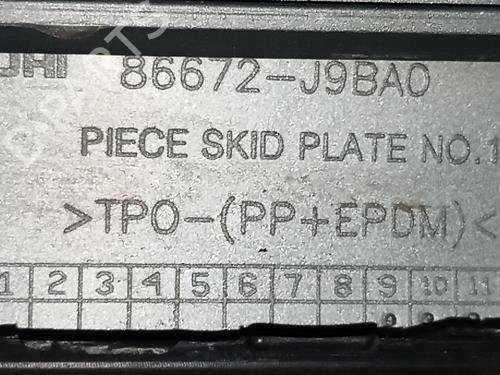 86672-J9BA0
PIECE SKID PLATE NO.1
>TPO-(PP+EPDM)<
1 2 3 4 5 6 7 8 9 10 11